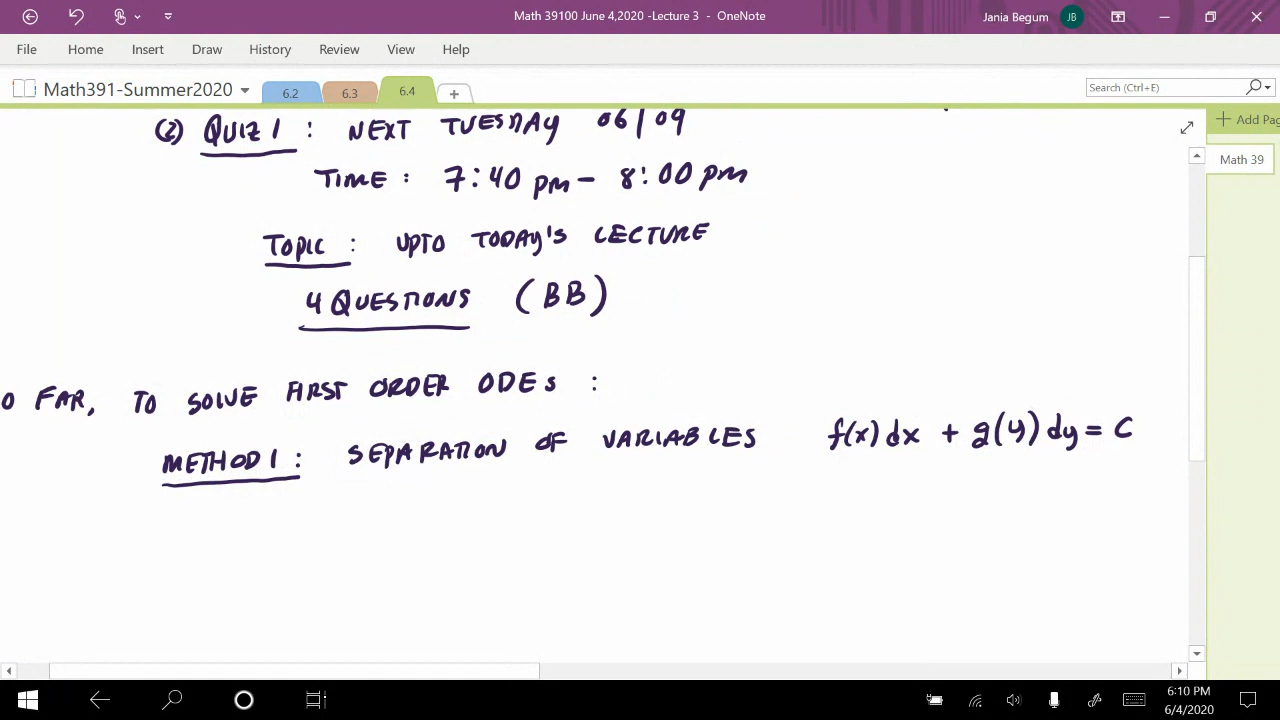 Math 39100 June 4,2020 -Lecture 3 - OneNote
Jania Begum JB
File Home Insert Draw History Review View Help
Math391-Summer2020 6.2 6.3 6.4
Search (Ctrl+E)
Add Pag
Math 39
(2) QUIZ 1 : NEXT TUESDAY 06/09
TIME : 7:40 pm - 8:00 pm
TOPIC : UPTO TODAY'S LECTURE
4 QUESTIONS (BB)
O FAR, TO SOLVE FIRST ORDER ODEs :
METHOD 1 : SEPARATION OF VARIABLES f(x) dx + g(y) dy = C
6:10 PM
6/4/2020